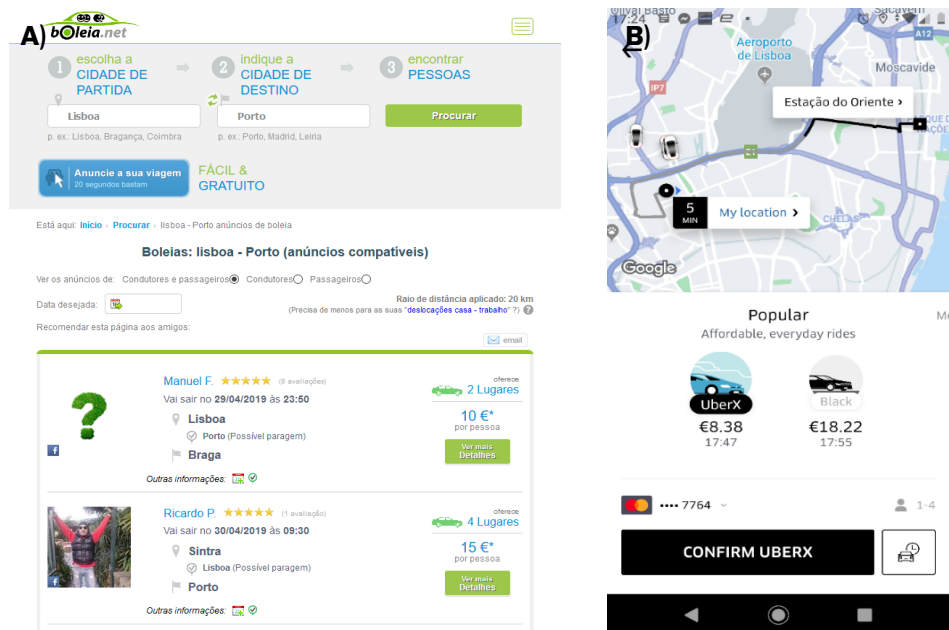 A)
bOleia.net
1
escolha a
CIDADE DE
PARTIDA
2
indique a
CIDADE DE
DESTINO
3
encontrar
PESSOAS
Lisboa
Porto
Procurar
p. ex.: Lisboa, Bragança, Coimbra
p. ex.: Porto, Madrid, Leiria
Anuncie a sua viagem
20 segundos bastam
FÁCIL &
GRATUITO
Está aqui: Início › Procurar › lisboa - Porto anúncios de boleia
Boleias: lisboa - Porto (anúncios compatíveis)
Ver os anúncios de: Condutores e passageiros Condutores Passageiros
Data desejada:
Raio de distância aplicado: 20 km
(Precisa de menos para as suas "deslocações casa - trabalho" ?)
Recomendar esta página aos amigos:
email
Manuel F. (8 avaliações)
oferece
2 Lugares
Vai sair no 29/04/2019 às 23:50
Lisboa
Porto (Possível paragem)
Braga
10 €*
por pessoa
Ver mais
Detalhes
Outras informações:
Ricardo P. (1 avaliação)
oferece
4 Lugares
Vai sair no 30/04/2019 às 09:30
Sintra
Lisboa (Possível paragem)
Porto
15 €*
por pessoa
Ver mais
Detalhes
Outras informações:
B)
Olival Basto
17:24
Sacavém
A12
Aeroporto
de Lisboa
Moscavide
IP7
Estação do Oriente ›
E1
5
MIN
My location ›
CHELAS
Google
Popular
Affordable, everyday rides
UberX
€8.38
17:47
Black
€18.22
17:55
•••• 7764
1-4
CONFIRM UBERX